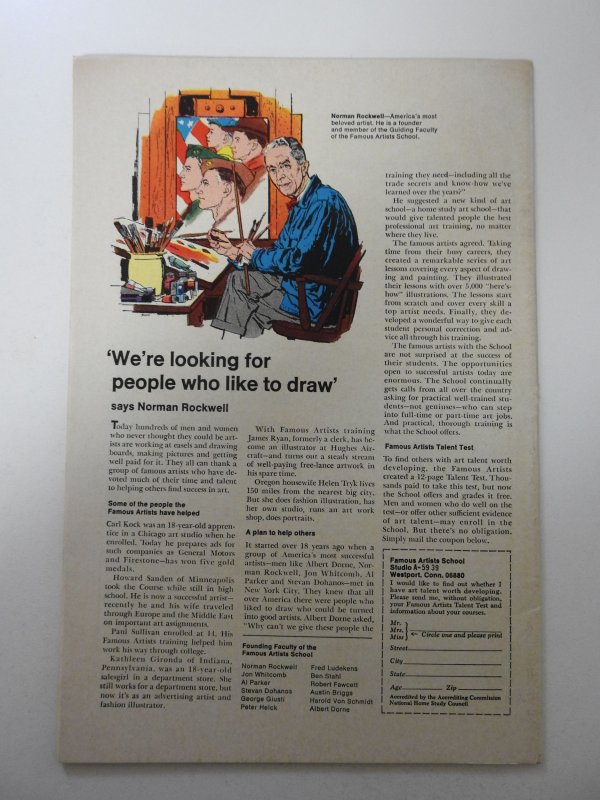 Norman Rockwell—America's most
beloved artist. He is a founder
and member of the Guiding Faculty
of the Famous Artists School.
'We're looking for
people who like to draw'
says Norman Rockwell
Today hundreds of men and women
who never thought they could be art-
ists are working at easels and drawing
boards, making pictures and getting
well paid for it. They all can thank a
group of famous artists who have de-
voted much of their time and talent
to helping others find success in art.
Some of the people the
Famous Artists have helped
Carl Kock was an 18-year-old appren-
tice in a Chicago art studio when he
enrolled. Today he prepares ads for
such companies as General Motors
and Firestone—has won five gold
medals.
Howard Sanden of Minneapolis
took the Course while still in high
school. He is now a successful artist—
recently he and his wife traveled
through Europe and the Middle East
on important art assignments.
Paul Sullivan enrolled at 14. His
Famous Artists training helped him
work his way through college.
Kathleen Gironda of Indiana,
Pennsylvania, was an 18-year-old
salesgirl in a department store. She
still works for a department store, but
now it's as an advertising artist and
fashion illustrator.
With Famous Artists training
James Ryan, formerly a clerk, has be-
come an illustrator at Hughes Air-
craft—and turns out a steady stream
of well-paying free-lance artwork in
his spare time.
Oregon housewife Helen Tryk lives
150 miles from the nearest big city.
But she does fashion illustration, has
her own studio, runs an art work
shop, does portraits.
A plan to help others
It started over 18 years ago when a
group of America's most successful
artists—men like Albert Dorne, Nor-
man Rockwell, Jon Whitcomb, Al
Parker and Stevan Dohanos—met in
New York City. They knew that all
over America there were people who
liked to draw who could be turned
into good artists. Albert Dorne asked,
"Why can't we give these people the
Founding Faculty of the
Famous Artists School
Norman Rockwell
Jon Whitcomb
Al Parker
Stevan Dohanos
George Giusti
Peter Helck
Fred Ludekens
Ben Stahl
Robert Fawcett
Austin Briggs
Harold Von Schmidt
Albert Dorne
training they need—including all the
trade secrets and know-how we've
learned over the years?"
He suggested a new kind of art
school—a home study art school—that
would give talented people the best
professional art training, no matter
where they live.
The famous artists agreed. Taking
time from their busy careers, they
created a remarkable series of art
lessons covering every aspect of draw-
ing and painting. They illustrated
their lessons with over 5,000 "here's-
how" illustrations. The lessons start
from scratch and cover every skill a
top artist needs. Finally, they de-
veloped a wonderful way to give each
student personal correction and ad-
vice all through his training.
The famous artists with the School
are not surprised at the success of
their students. The opportunities
open to successful artists today are
enormous. The School continually
gets calls from all over the country
asking for practical well-trained stu-
dents—not geniuses—who can step
into full-time or part-time art jobs.
And practical, thorough training is
what the School offers.
Famous Artists Talent Test
To find others with art talent worth
developing, the Famous Artists
created a 12-page Talent Test. Thou-
sands paid to take this test, but now
the School offers and grades it free.
Men and women who do well on the
test—or offer other sufficient evidence
of art talent—may enroll in the
School. But there's no obligation.
Simply mail the coupon below.
Famous Artists School
Studio A-5939
Westport, Conn. 06880
I would like to find out whether I
have art talent worth developing.
Please send me, without obligation,
your Famous Artists Talent Test and
information about your courses.
Mr.
Mrs. ← Circle one and please print
Miss
Street
City
State
Age Zip
Accredited by the Accrediting Commission
National Home Study Council